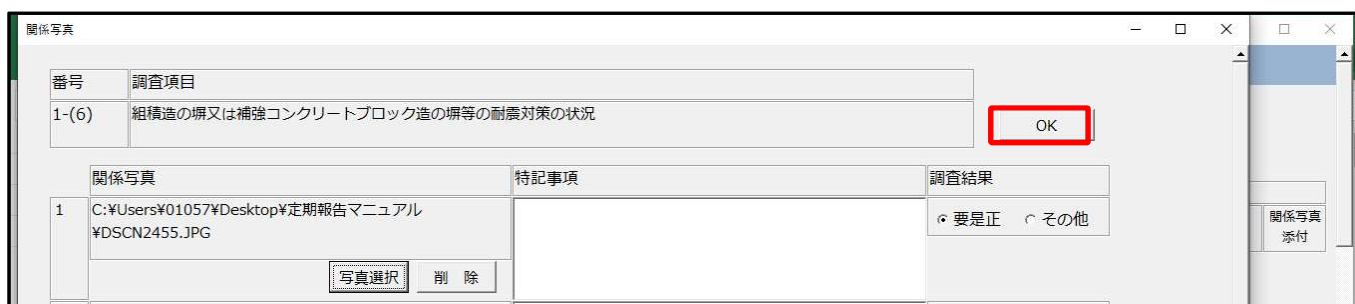 関係写真
番号 調査項目
1-(6) 組積造の塀又は補強コンクリートブロック造の塀等の耐震対策の状況
OK
関係写真 特記事項 調査結果
1 C:¥Users¥01057¥Desktop¥定期報告マニュアル
¥DSCN2455.JPG
要是正 その他
写真選択 削 除
関係写真
添付